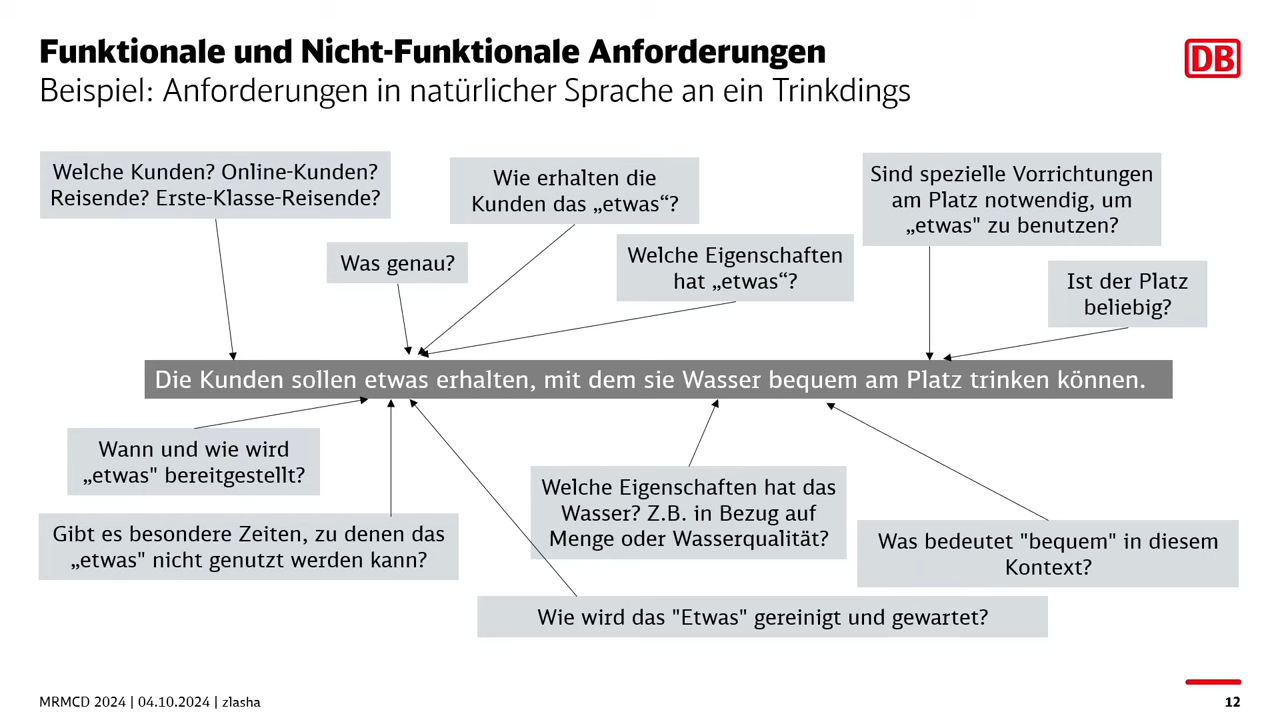 Funktionale und Nicht-Funktionale Anforderungen
DB
Beispiel: Anforderungen in natürlicher Sprache an ein Trinkdings
Welche Kunden? Online-Kunden?
Reisende? Erste-Klasse-Reisende?
Wie erhalten die
Kunden das „etwas“?
Sind spezielle Vorrichtungen
am Platz notwendig, um
„etwas" zu benutzen?
Was genau?
Welche Eigenschaften
hat „etwas“?
Ist der Platz
beliebig?
Die Kunden sollen etwas erhalten, mit dem sie Wasser bequem am Platz trinken können.
Wann und wie wird
„etwas" bereitgestellt?
Gibt es besondere Zeiten, zu denen das
„etwas" nicht genutzt werden kann?
Welche Eigenschaften hat das
Wasser? Z.B. in Bezug auf
Menge oder Wasserqualität?
Was bedeutet "bequem" in diesem
Kontext?
Wie wird das "Etwas" gereinigt und gewartet?
MRMCD 2024 | 04.10.2024 | zlasha
12